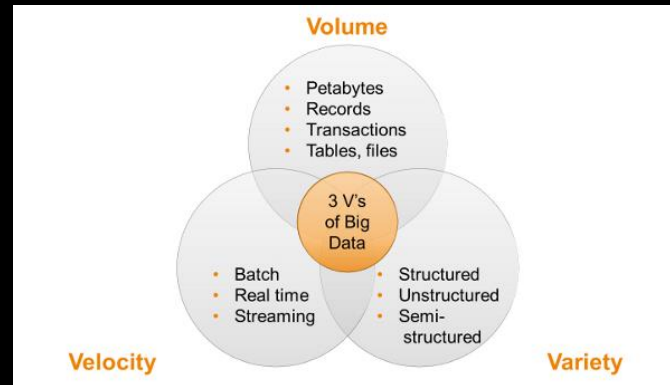 Volume
• Petabytes
• Records
• Transactions
• Tables, files
3 V's
of Big
Data
• Batch
• Real time
• Streaming
• Structured
• Unstructured
• Semi-
structured
Velocity
Variety